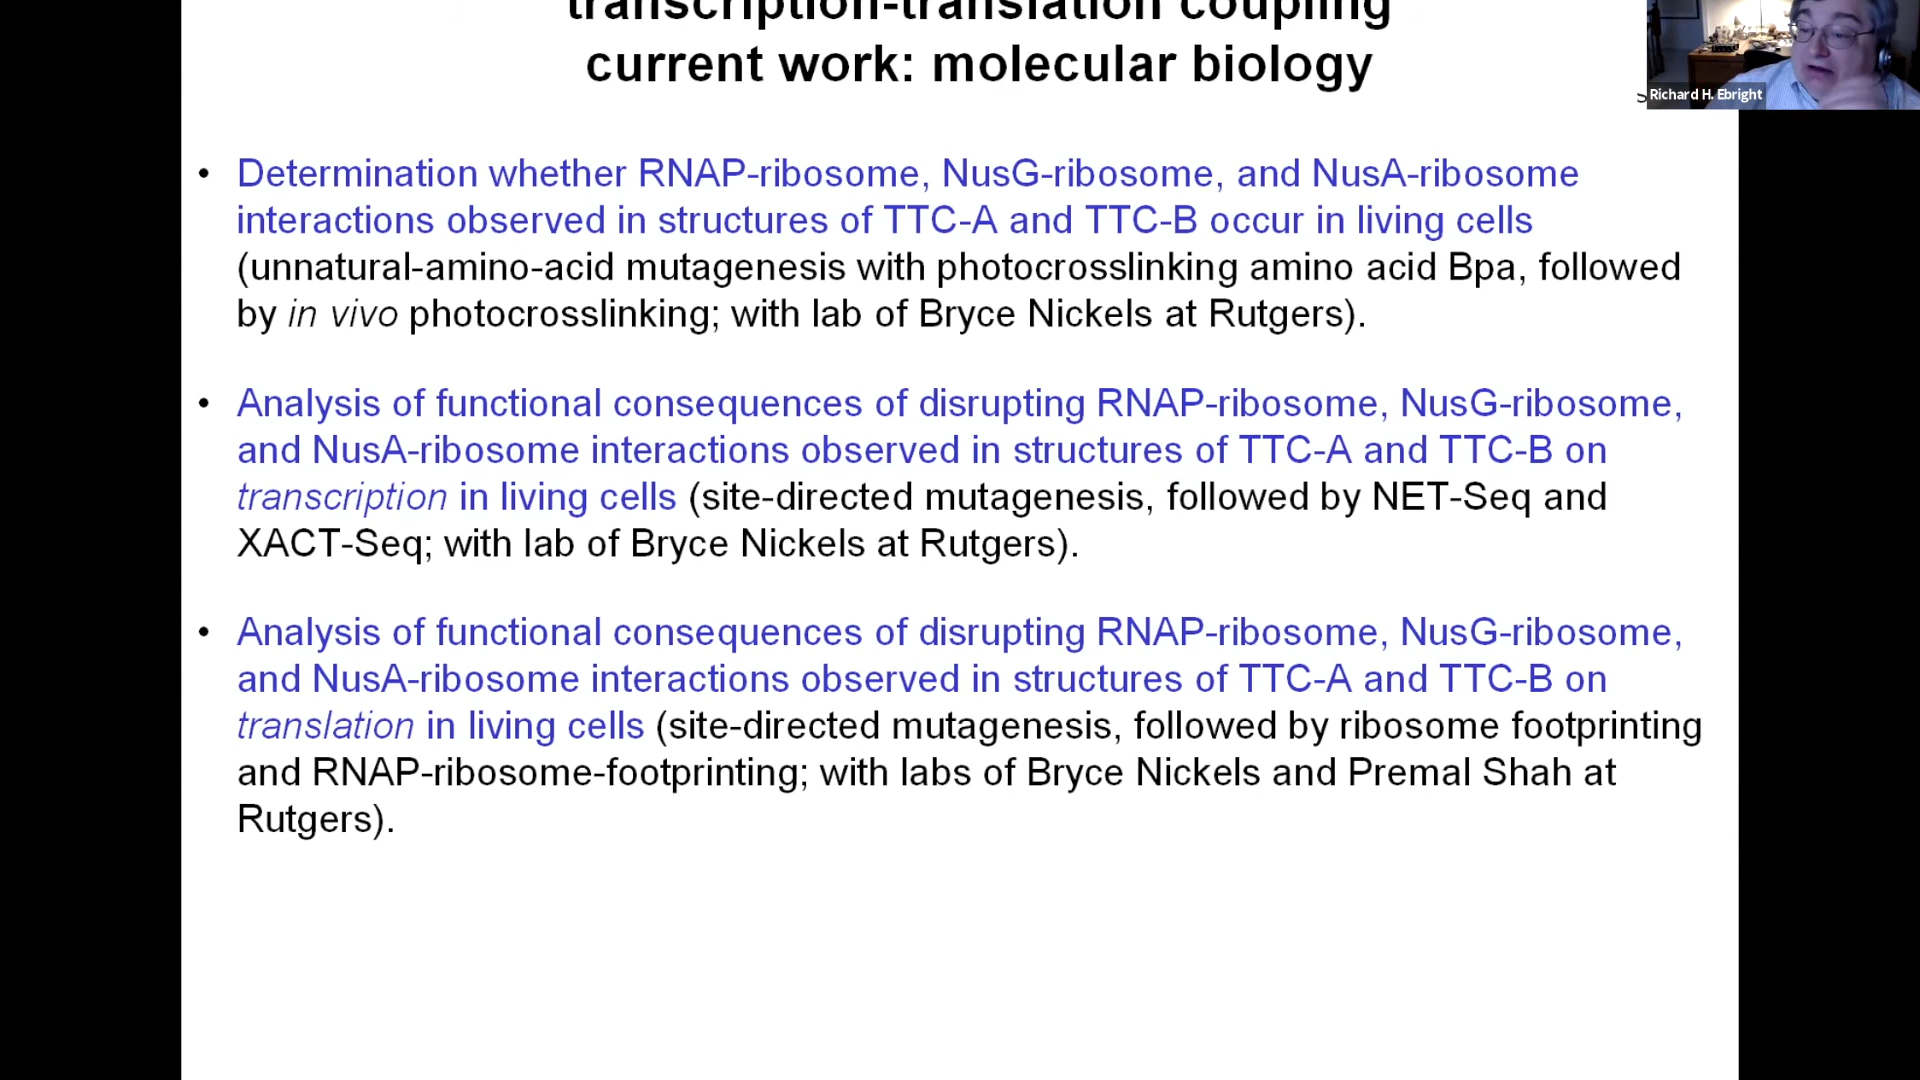 transcription-translation coupling
current work: molecular biology
s
Richard H. Ebright
• Determination whether RNAP-ribosome, NusG-ribosome, and NusA-ribosome
interactions observed in structures of TTC-A and TTC-B occur in living cells
(unnatural-amino-acid mutagenesis with photocrosslinking amino acid Bpa, followed
by in vivo photocrosslinking; with lab of Bryce Nickels at Rutgers).
• Analysis of functional consequences of disrupting RNAP-ribosome, NusG-ribosome,
and NusA-ribosome interactions observed in structures of TTC-A and TTC-B on
transcription in living cells (site-directed mutagenesis, followed by NET-Seq and
XACT-Seq; with lab of Bryce Nickels at Rutgers).
• Analysis of functional consequences of disrupting RNAP-ribosome, NusG-ribosome,
and NusA-ribosome interactions observed in structures of TTC-A and TTC-B on
translation in living cells (site-directed mutagenesis, followed by ribosome footprinting
and RNAP-ribosome-footprinting; with labs of Bryce Nickels and Premal Shah at
Rutgers).